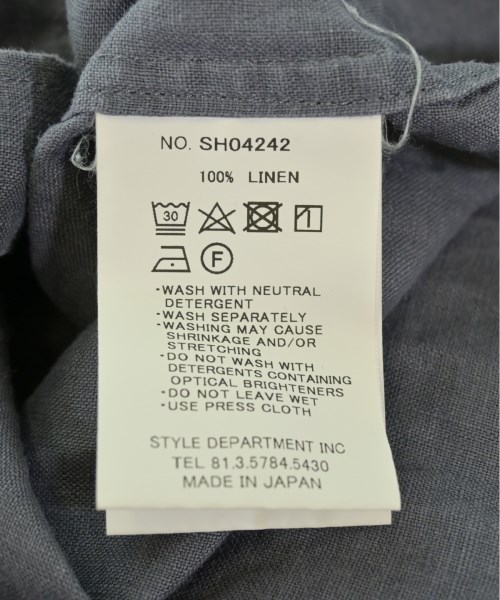 NO. SH04242
100% LINEN
30
F
·WASH WITH NEUTRAL
DETERGENT
·WASH SEPARATELY
·WASHING MAY CAUSE
SHRINKAGE AND/OR
STRETCHING
·DO NOT WASH WITH
DETERGENTS CONTAINING
OPTICAL BRIGHTENERS
·DO NOT LEAVE WET
·USE PRESS CLOTH
STYLE DEPARTMENT INC
TEL 81.3.5784.5430
MADE IN JAPAN